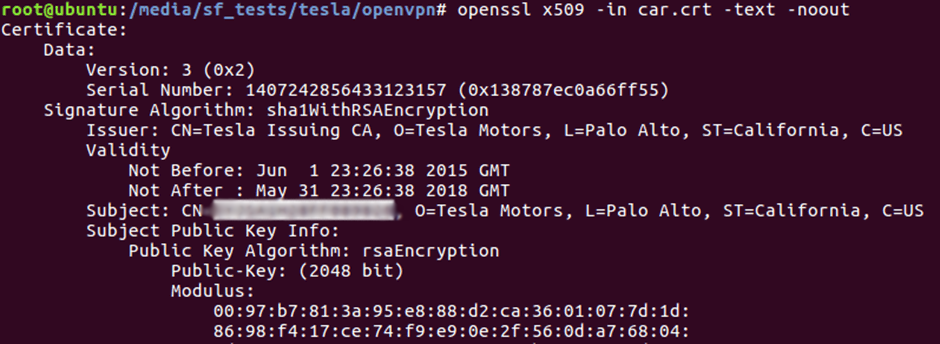 root@ubuntu:/media/sf_tests/tesla/openvpn# openssl x509 -in car.crt -text -noout
Certificate:
    Data:
        Version: 3 (0x2)
        Serial Number: 1407242856433123157 (0x138787ec0a66ff55)
    Signature Algorithm: sha1WithRSAEncryption
        Issuer: CN=Tesla Issuing CA, O=Tesla Motors, L=Palo Alto, ST=California, C=US
        Validity
            Not Before: Jun  1 23:26:38 2015 GMT
            Not After : May 31 23:26:38 2018 GMT
        Subject: CN=, O=Tesla Motors, L=Palo Alto, ST=California, C=US
        Subject Public Key Info:
            Public Key Algorithm: rsaEncryption
                Public-Key: (2048 bit)
                Modulus:
                    00:97:b7:81:3a:95:e8:88:d2:ca:36:01:07:7d:1d:
                    86:98:f4:17:ce:74:f9:e9:0e:2f:56:0d:a7:68:04: